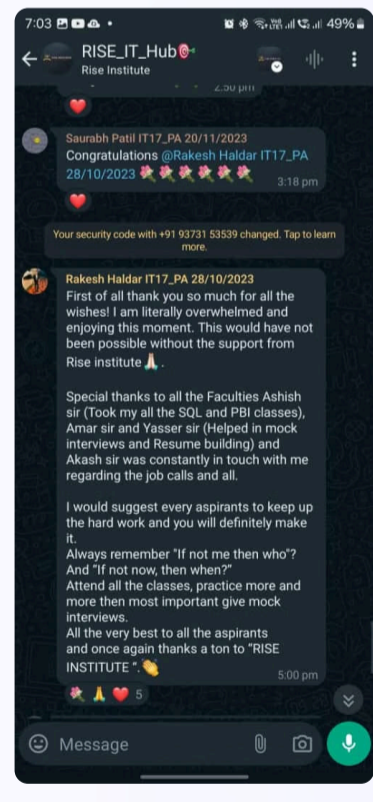 7:03
49%
RISE_IT_Hub
Rise Institute
2:50 pm
Saurabh Patil IT17_PA 20/11/2023
Congratulations @Rakesh Haldar IT17_PA
28/10/2023
3:18 pm
Your security code with +91 93731 53539 changed. Tap to learn
more.
Rakesh Haldar IT17_PA 28/10/2023
First of all thank you so much for all the
wishes! I am literally overwhelmed and
enjoying this moment. This would have not
been possible without the support from
Rise institute 🙏🏻 .
Special thanks to all the Faculties Ashish
sir (Took my all the SQL and PBI classes),
Amar sir and Yasser sir (Helped in mock
interviews and Resume building) and
Akash sir was constantly in touch with me
regarding the job calls and all.
I would suggest every aspirants to keep up
the hard work and you will definitely make
it.
Always remember "If not me then who"?
And "If not now, then when?"
Attend all the classes, practice more and
more then most important give mock
interviews.
All the very best to all the aspirants
and once again thanks a ton to "RISE
INSTITUTE ".👏
5:00 pm
5
Message